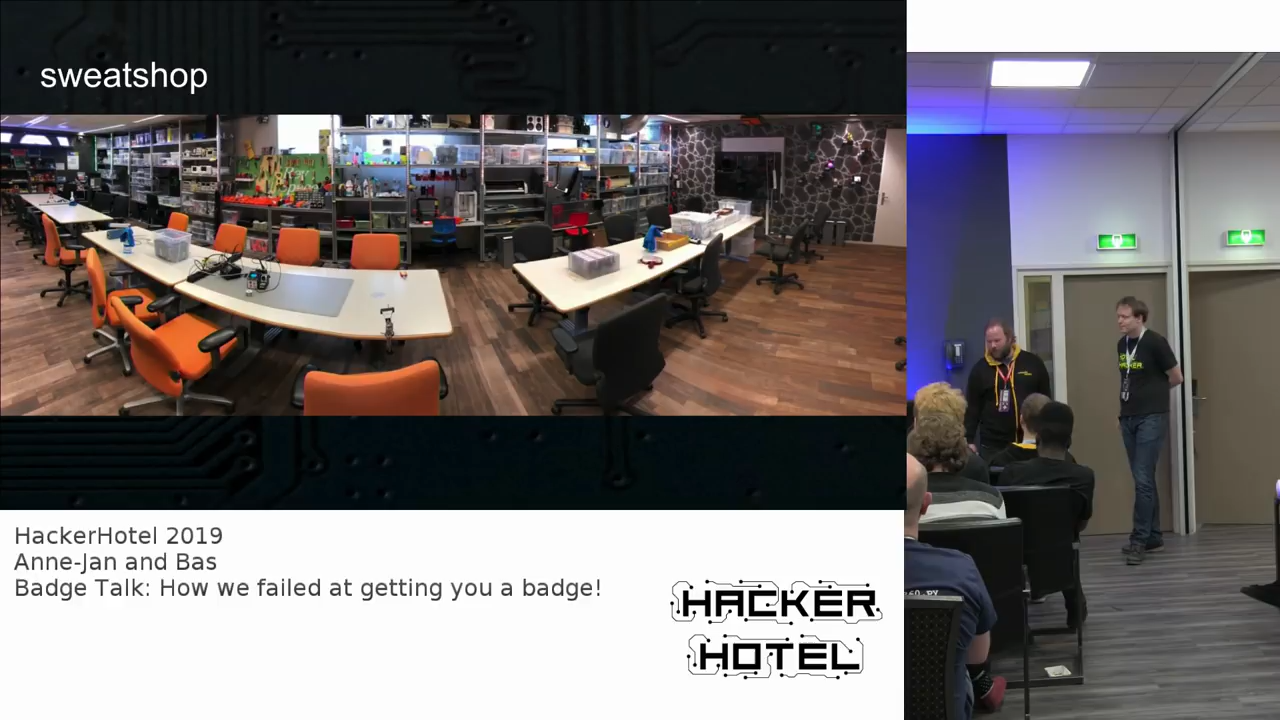 sweatshop
HackerHotel 2019
Anne-Jan and Bas
Badge Talk: How we failed at getting you a badge!
HACKER
HOTEL